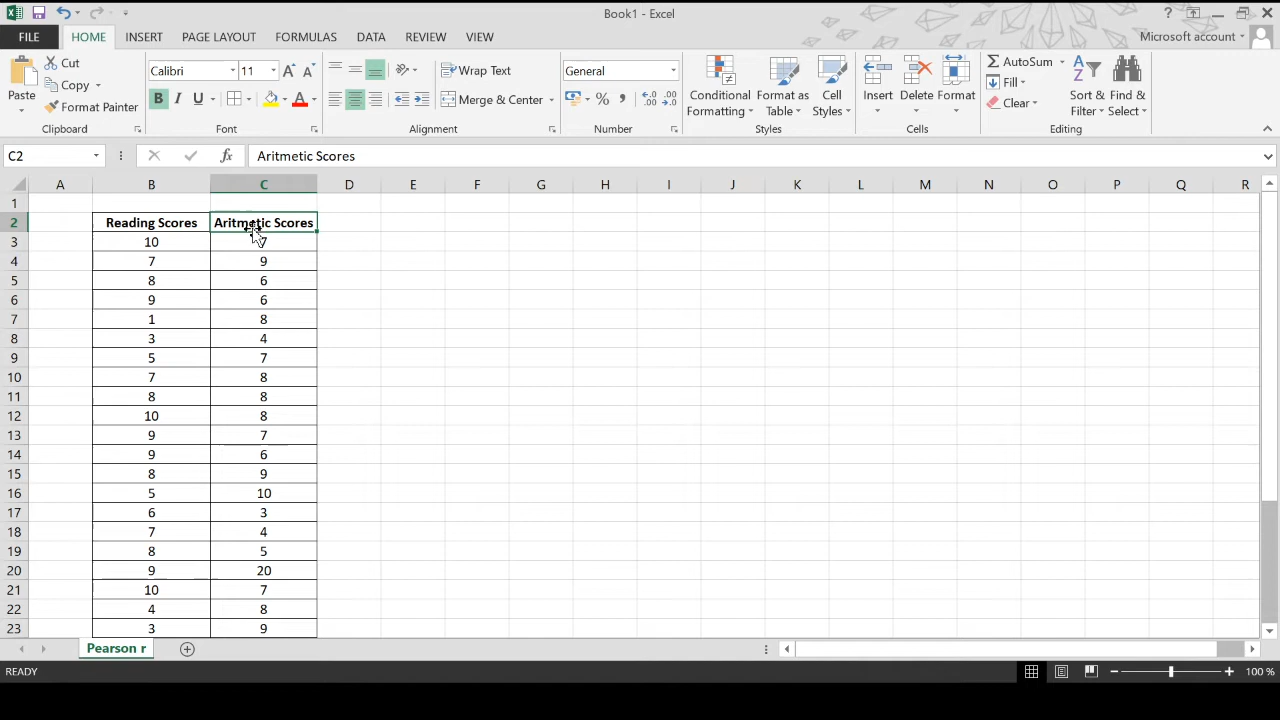 Book1 - Excel
?
FILE HOME INSERT PAGE LAYOUT FORMULAS DATA REVIEW VIEW Microsoft account
Cut
Copy
Format Painter
Paste
Clipboard
Calibri 11 A A
B I U A
Font
Wrap Text
Merge & Center
Alignment
General
% , .0 .00 .00 .0
Number
Conditional Formatting
Format as Table
Cell Styles
Styles
Insert Delete Format
Cells
AutoSum
Fill
Clear
Sort & Filter
Find & Select
Editing
C2 fx Aritmetic Scores
A B C D E F G H I J K L M N O P Q R
1
2 Reading Scores Aritmetic Scores
3 10 7
4 7 9
5 8 6
6 9 6
7 1 8
8 3 4
9 5 7
10 7 8
11 8 8
12 10 8
13 9 7
14 9 6
15 8 9
16 5 10
17 6 3
18 7 4
19 8 5
20 9 20
21 10 7
22 4 8
23 3 9
Pearson r
READY 100 %